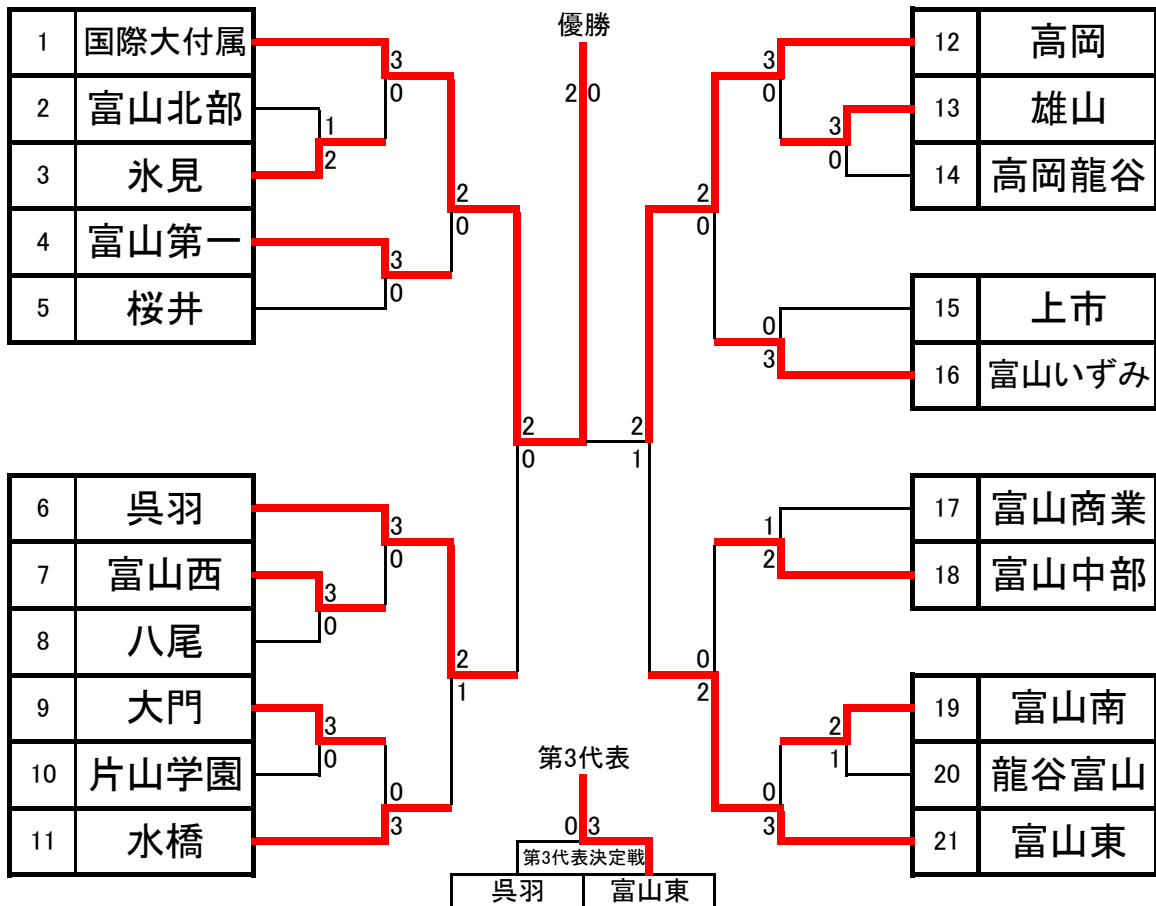 優勝
2 0
1 国際大付属
2 富山北部
3 氷見
4 富山第一
5 桜井
3
0
1
2
2
0
3
0
6 呉羽
7 富山西
8 八尾
9 大門
10 片山学園
11 水橋
3
0
3
0
2
1
3
0
0
3
2
0
2
1
12 高岡
13 雄山
14 高岡龍谷
3
0
3
0
2
0
15 上市
16 富山いずみ
0
3
17 富山商業
18 富山中部
1
2
0
2
19 富山南
20 龍谷富山
21 富山東
2
1
0
3
第3代表
0 3
第3代表決定戦
呉羽 富山東